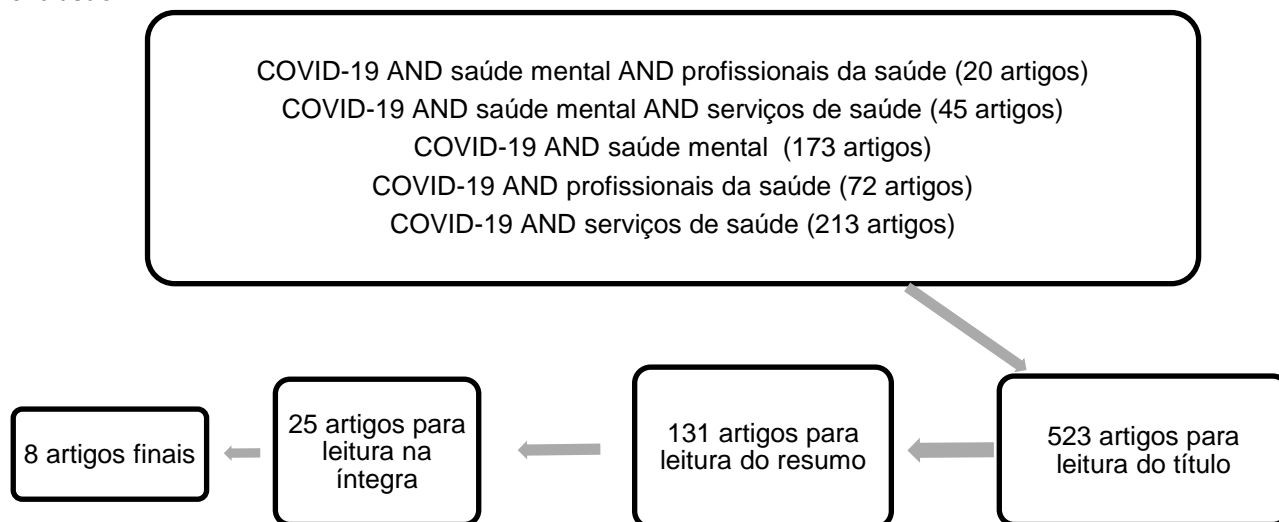 COVID-19 AND saúde mental AND profissionais da saúde (20 artigos)
COVID-19 AND saúde mental AND serviços de saúde (45 artigos)
COVID-19 AND saúde mental (173 artigos)
COVID-19 AND profissionais da saúde (72 artigos)
COVID-19 AND serviços de saúde (213 artigos)
523 artigos para
leitura do título
131 artigos para
leitura do resumo
25 artigos para
leitura na
íntegra
8 artigos finais